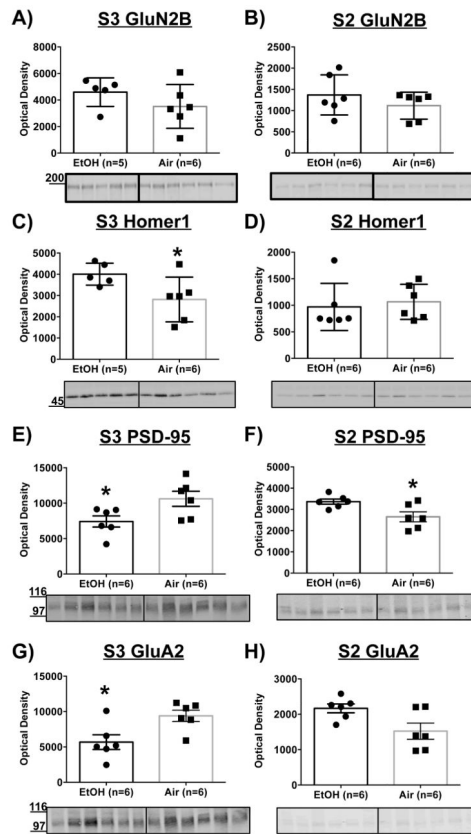 A) S3 GluN2B
Optical Density
8000
6000
4000
2000
0
EtOH (n=5) Air (n=6)
200
B) S2 GluN2B
Optical Density
2500
2000
1500
1000
500
0
EtOH (n=6) Air (n=6)
C) S3 Homer1
Optical Density
5000
4000
3000
2000
1000
0
*
EtOH (n=5) Air (n=6)
45
D) S2 Homer1
Optical Density
2000
1500
1000
500
0
EtOH (n=6) Air (n=6)
E) S3 PSD-95
Optical Density
15000
10000
5000
0
*
EtOH (n=6) Air (n=6)
116
97
F) S2 PSD-95
Optical Density
5000
4000
3000
2000
1000
0
*
EtOH (n=6) Air (n=6)
G) S3 GluA2
Optical Density
15000
10000
5000
0
*
EtOH (n=6) Air (n=6)
116
97
H) S2 GluA2
Optical Density
3000
2000
1000
0
EtOH (n=6) Air (n=6)